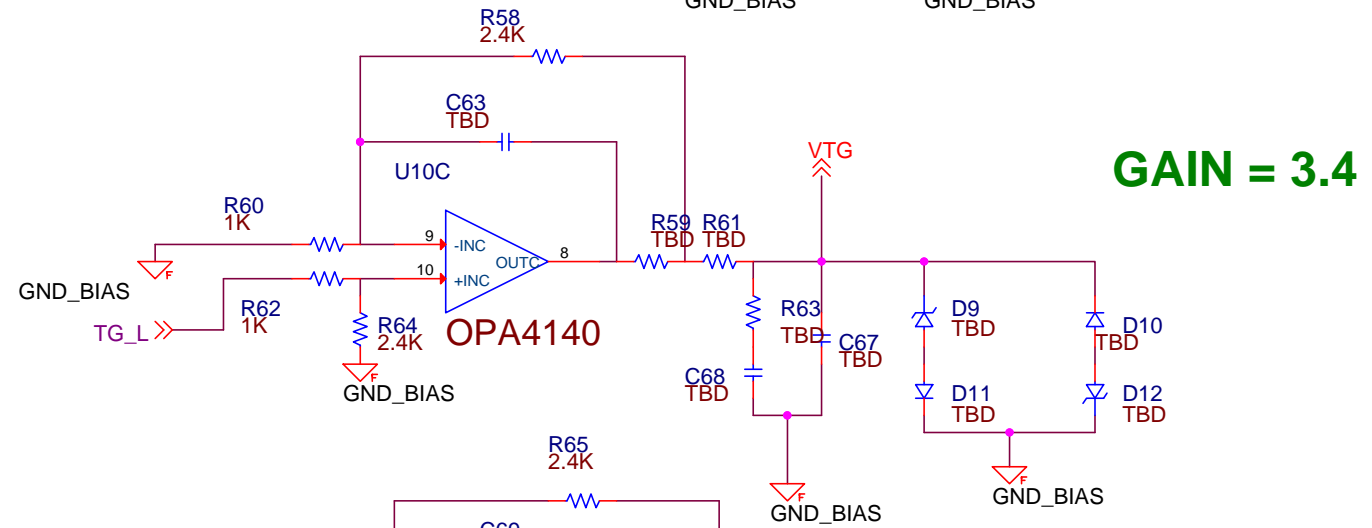 GND_BIAS
GND_BIAS
R58
2.4K
C63
TBD
U10C
VTG
GAIN = 3.4
R60
1K
9
-INC
OUTC
8
10
+INC
R59
TBD
R61
TBD
F
GND_BIAS
TG_L
R62
1K
R64
2.4K
OPA4140
F
GND_BIAS
R63
TBD
C67
TBD
C68
TBD
D9
TBD
D10
TBD
D11
TBD
D12
TBD
F
GND_BIAS
F
GND_BIAS
R65
2.4K